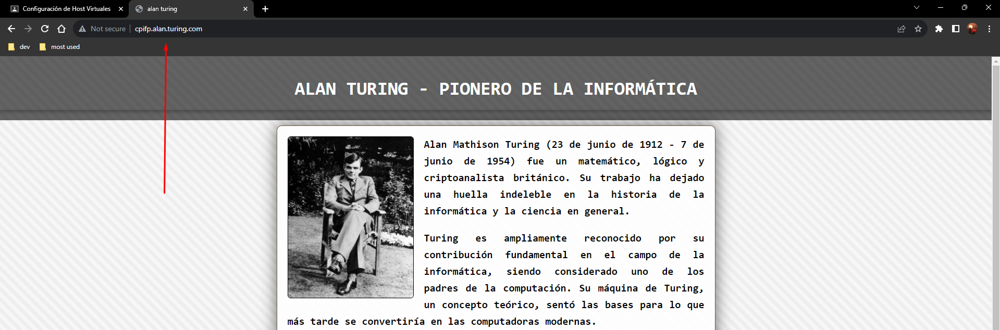 Configuración de Host Virtuales
alan turing
Not secure
cpifp.alan.turing.com
dev
most used
ALAN TURING - PIONERO DE LA INFORMÁTICA
Alan Mathison Turing (23 de junio de 1912 - 7 de
junio de 1954) fue un matemático, lógico y
criptoanalista británico. Su trabajo ha dejado
una huella indeleble en la historia de la
informática y la ciencia en general.
Turing es ampliamente reconocido por su
contribución fundamental en el campo de la
informática, siendo considerado uno de los
padres de la computación. Su máquina de Turing,
un concepto teórico, sentó las bases para lo que
más tarde se convertiría en las computadoras modernas.